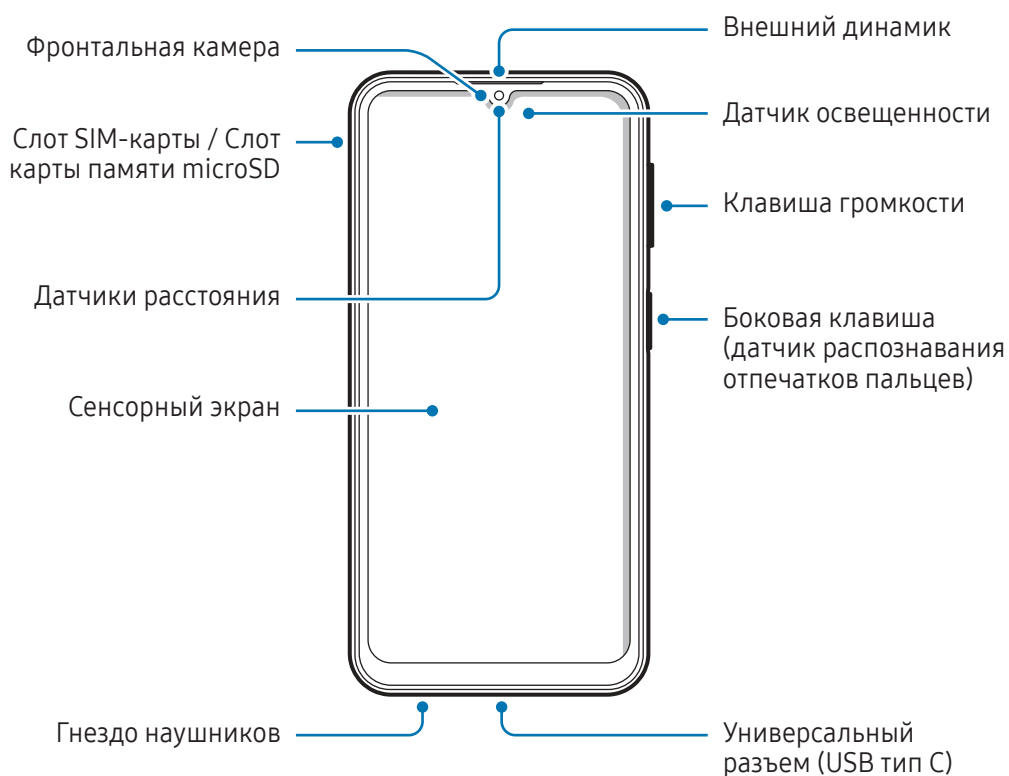 Фронтальная камера
Слот SIM-карты / Слот
карты памяти microSD
Датчики расстояния
Сенсорный экран
Гнездо наушников
Внешний динамик
Датчик освещенности
Клавиша громкости
Боковая клавиша
(датчик распознавания
отпечатков пальцев)
Универсальный
разъем (USB тип C)